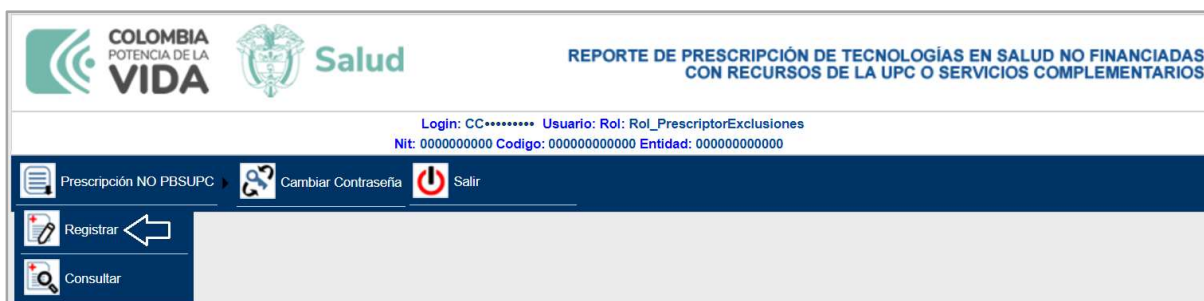 COLOMBIA
POTENCIA DE LA
VIDA
Salud
REPORTE DE PRESCRIPCIÓN DE TECNOLOGÍAS EN SALUD NO FINANCIADAS
CON RECURSOS DE LA UPC O SERVICIOS COMPLEMENTARIOS
Login: CC••••••••• Usuario: Rol: Rol_PrescriptorExclusiones
Nit: 0000000000 Codigo: 000000000000 Entidad: 000000000000
Prescripción NO PBSUPC Cambiar Contraseña Salir
Registrar
Consultar